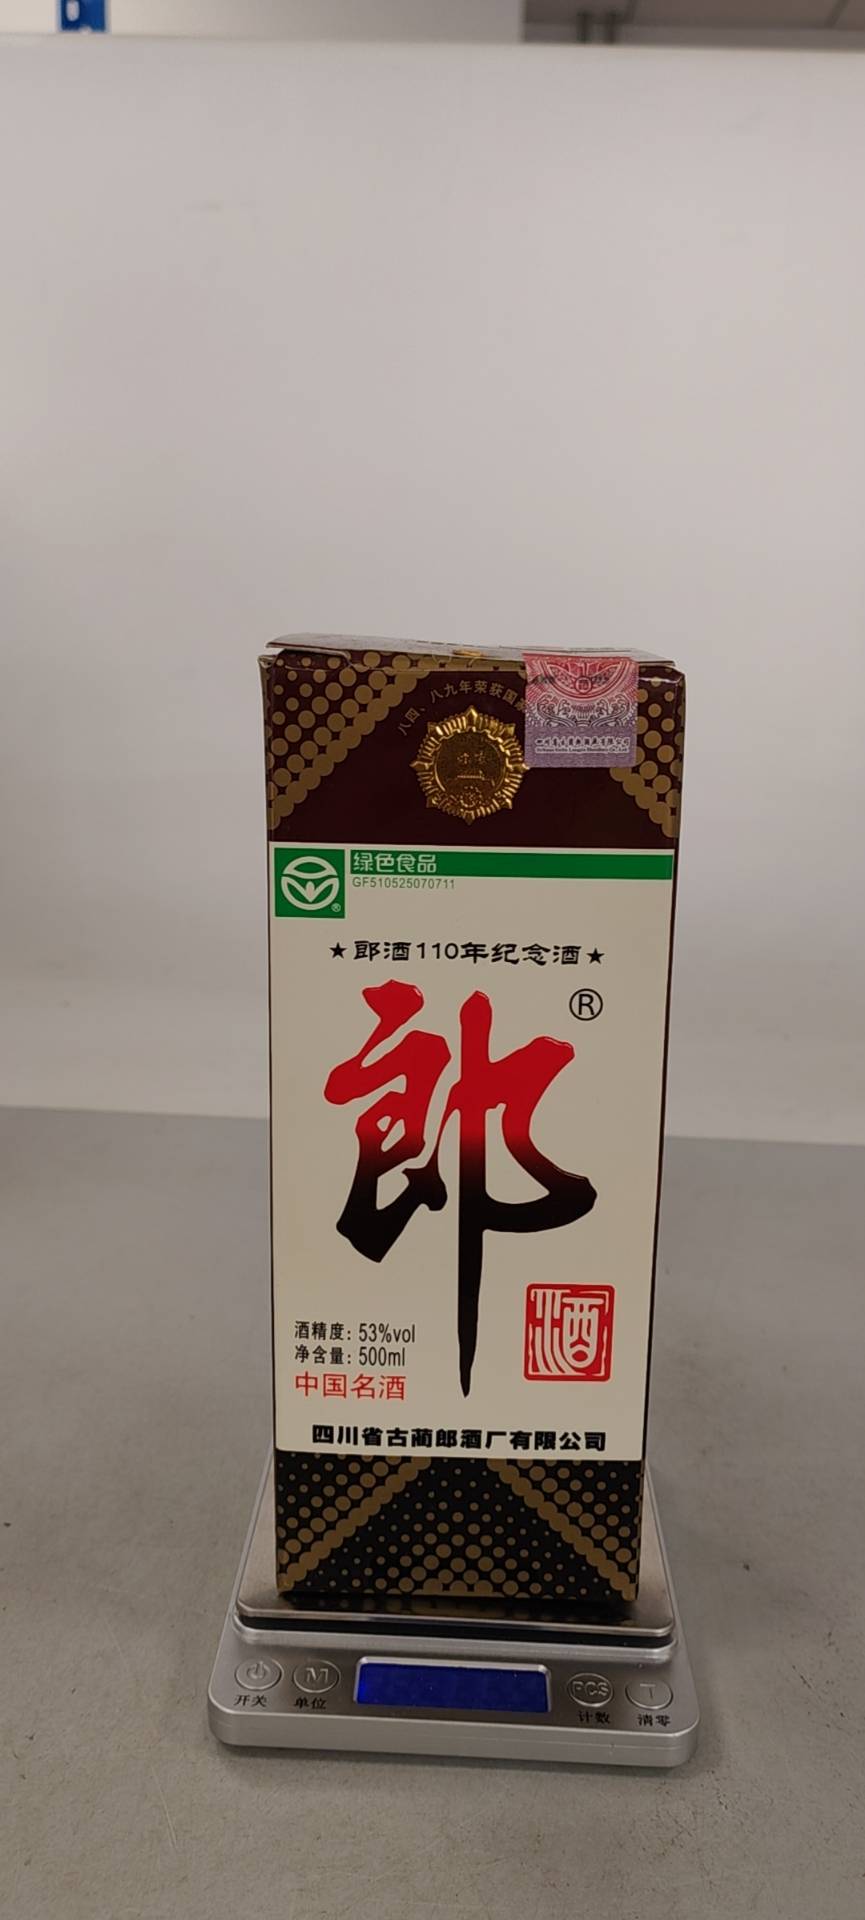 八四、八九年荣获国家
绿色食品
GF510525070711
®
★郎酒110年纪念酒★
®
郎
酒
酒精度：53%vol
净含量：500ml
中国名酒
四川省古蔺郎酒厂有限公司
M
PCS
T
开关
单位
计数
清零